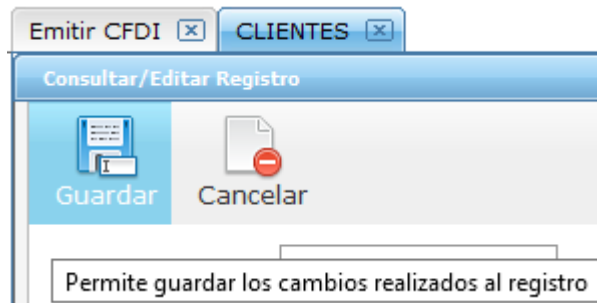 Emitir CFDI CLIENTES
Consultar/Editar Registro
Guardar Cancelar
Permite guardar los cambios realizados al registro